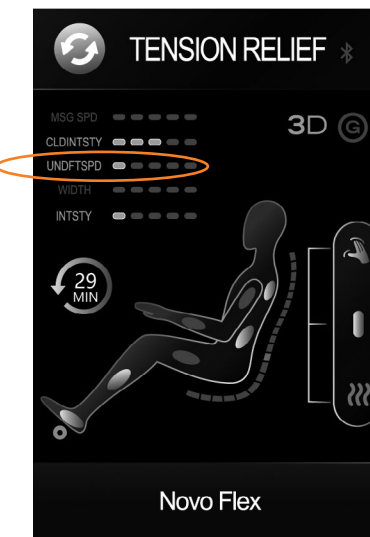 TENSION RELIEF
MSG SPD
3D G
CLDINTSTY
UNDFTSPD
WIDTH
INTSTY
29
MIN
Novo Flex